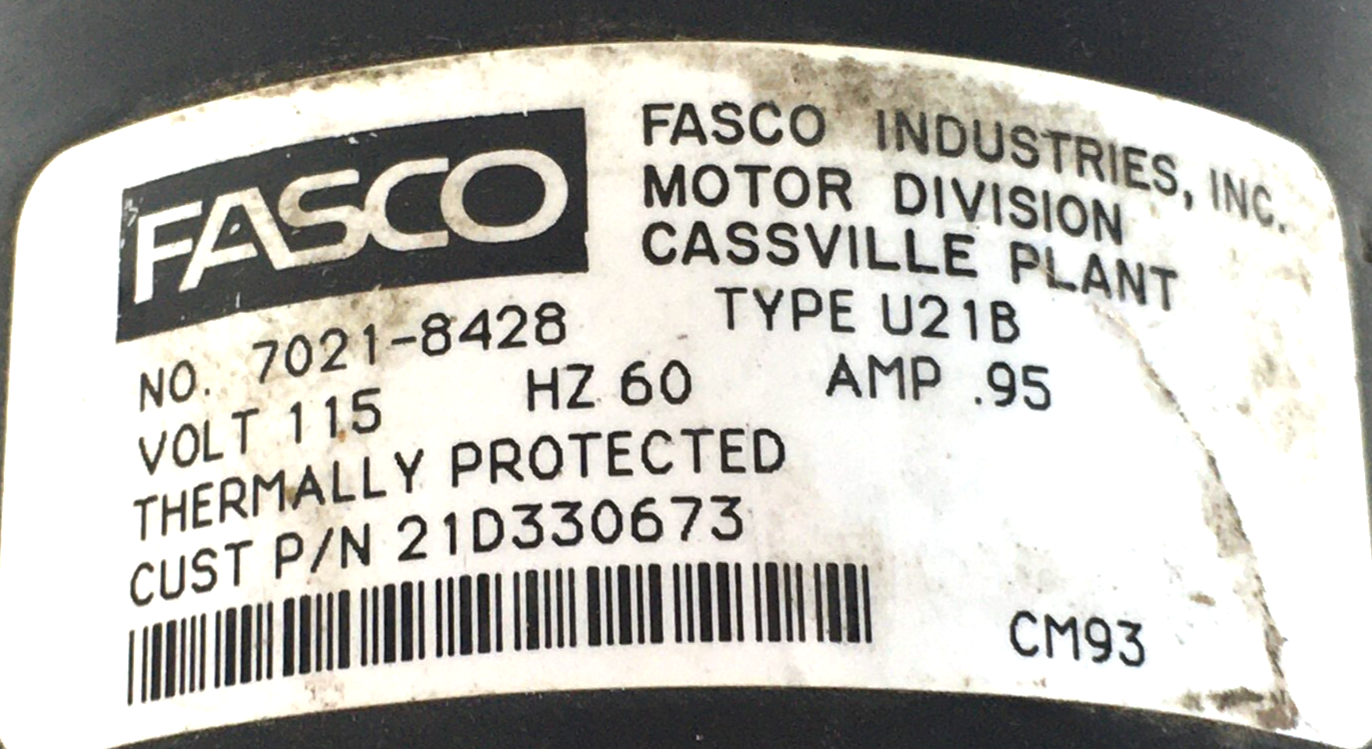 FASCO
FASCO INDUSTRIES, INC.
MOTOR DIVISION
CASSVILLE PLANT
NO. 7021-8428 TYPE U21B
VOLT 115 HZ 60 AMP .95
THERMALLY PROTECTED
CUST P/N 21D330673
CM93